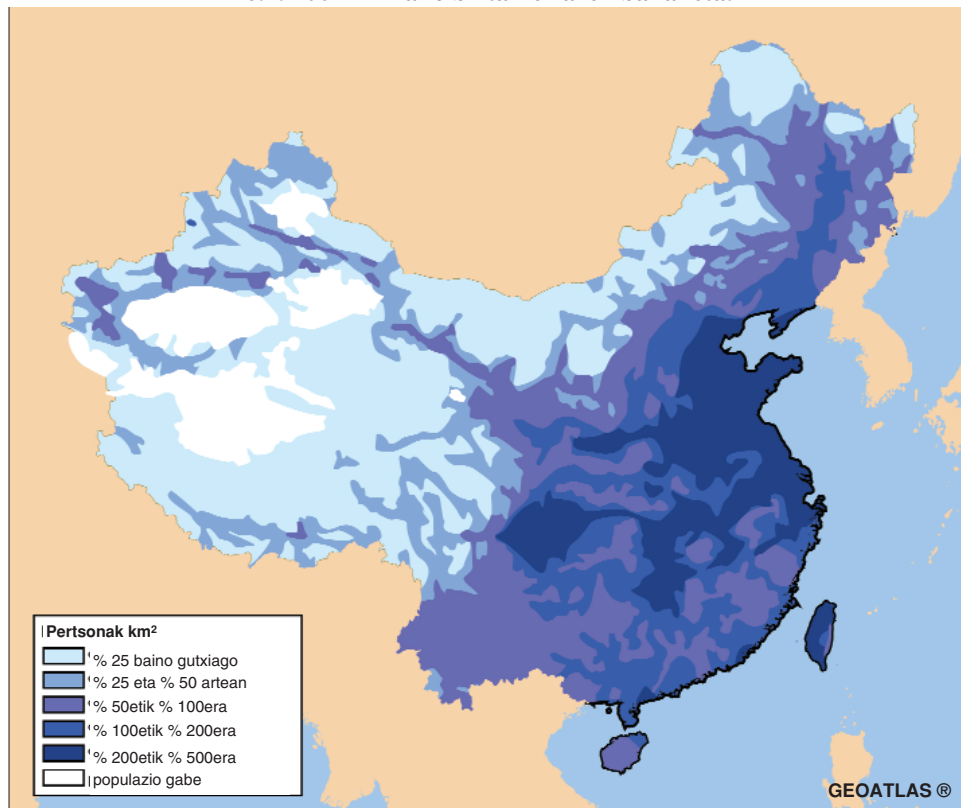 Pertsonak km²
% 25 baino gutxiago
% 25 eta % 50 artean
% 50etik % 100era
% 100etik % 200era
% 200etik % 500era
populazio gabe
GEOATLAS ®